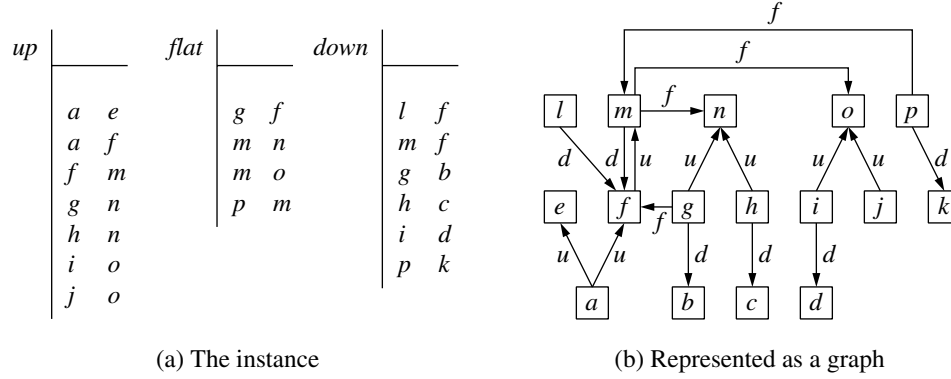 up flat down
a e g f l f
a f m n m f
f m m o g b
g n p m h c
h n i d
i o p k
j o
(a) The instance
f
f
l m f n o p
d d u u u u u d
e f f g h i j k
u u d d d
a b c d
(b) Represented as a graph